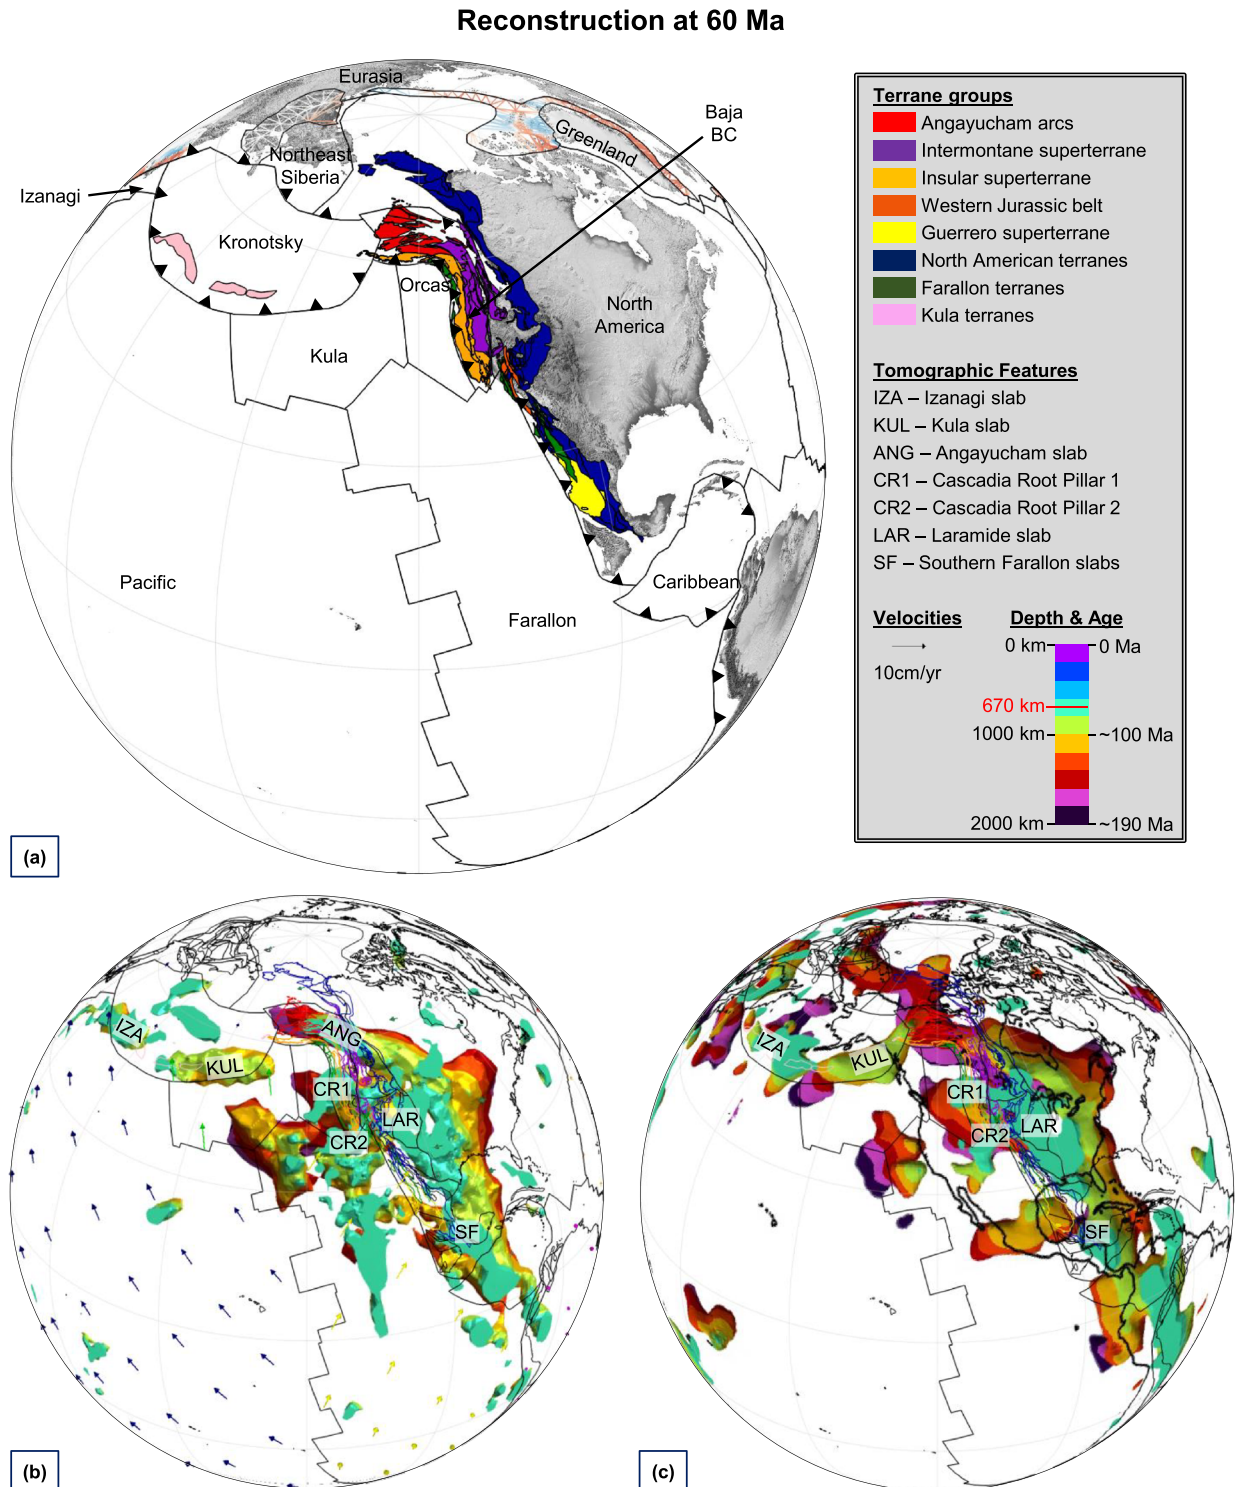 Reconstruction at 60 Ma
Eurasia
Greenland
Baja
BC
Northeast
Siberia
Izanagi
Kronotsky
Orcas
North
America
Kula
Pacific
Farallon
Caribbean
(a)
Terrane groups
Angayucham arcs
Intermontane superterrane
Insular superterrane
Western Jurassic belt
Guerrero superterrane
North American terranes
Farallon terranes
Kula terranes
Tomographic Features
IZA – Izanagi slab
KUL – Kula slab
ANG – Angayucham slab
CR1 – Cascadia Root Pillar 1
CR2 – Cascadia Root Pillar 2
LAR – Laramide slab
SF – Southern Farallon slabs
Velocities
10cm/yr
Depth & Age
0 km 0 Ma
670 km
1000 km ~100 Ma
2000 km ~190 Ma
IZA
KUL
ANG
CR1
LAR
CR2
SF
(b)
IZA
KUL
CR1
LAR
CR2
SF
(c)